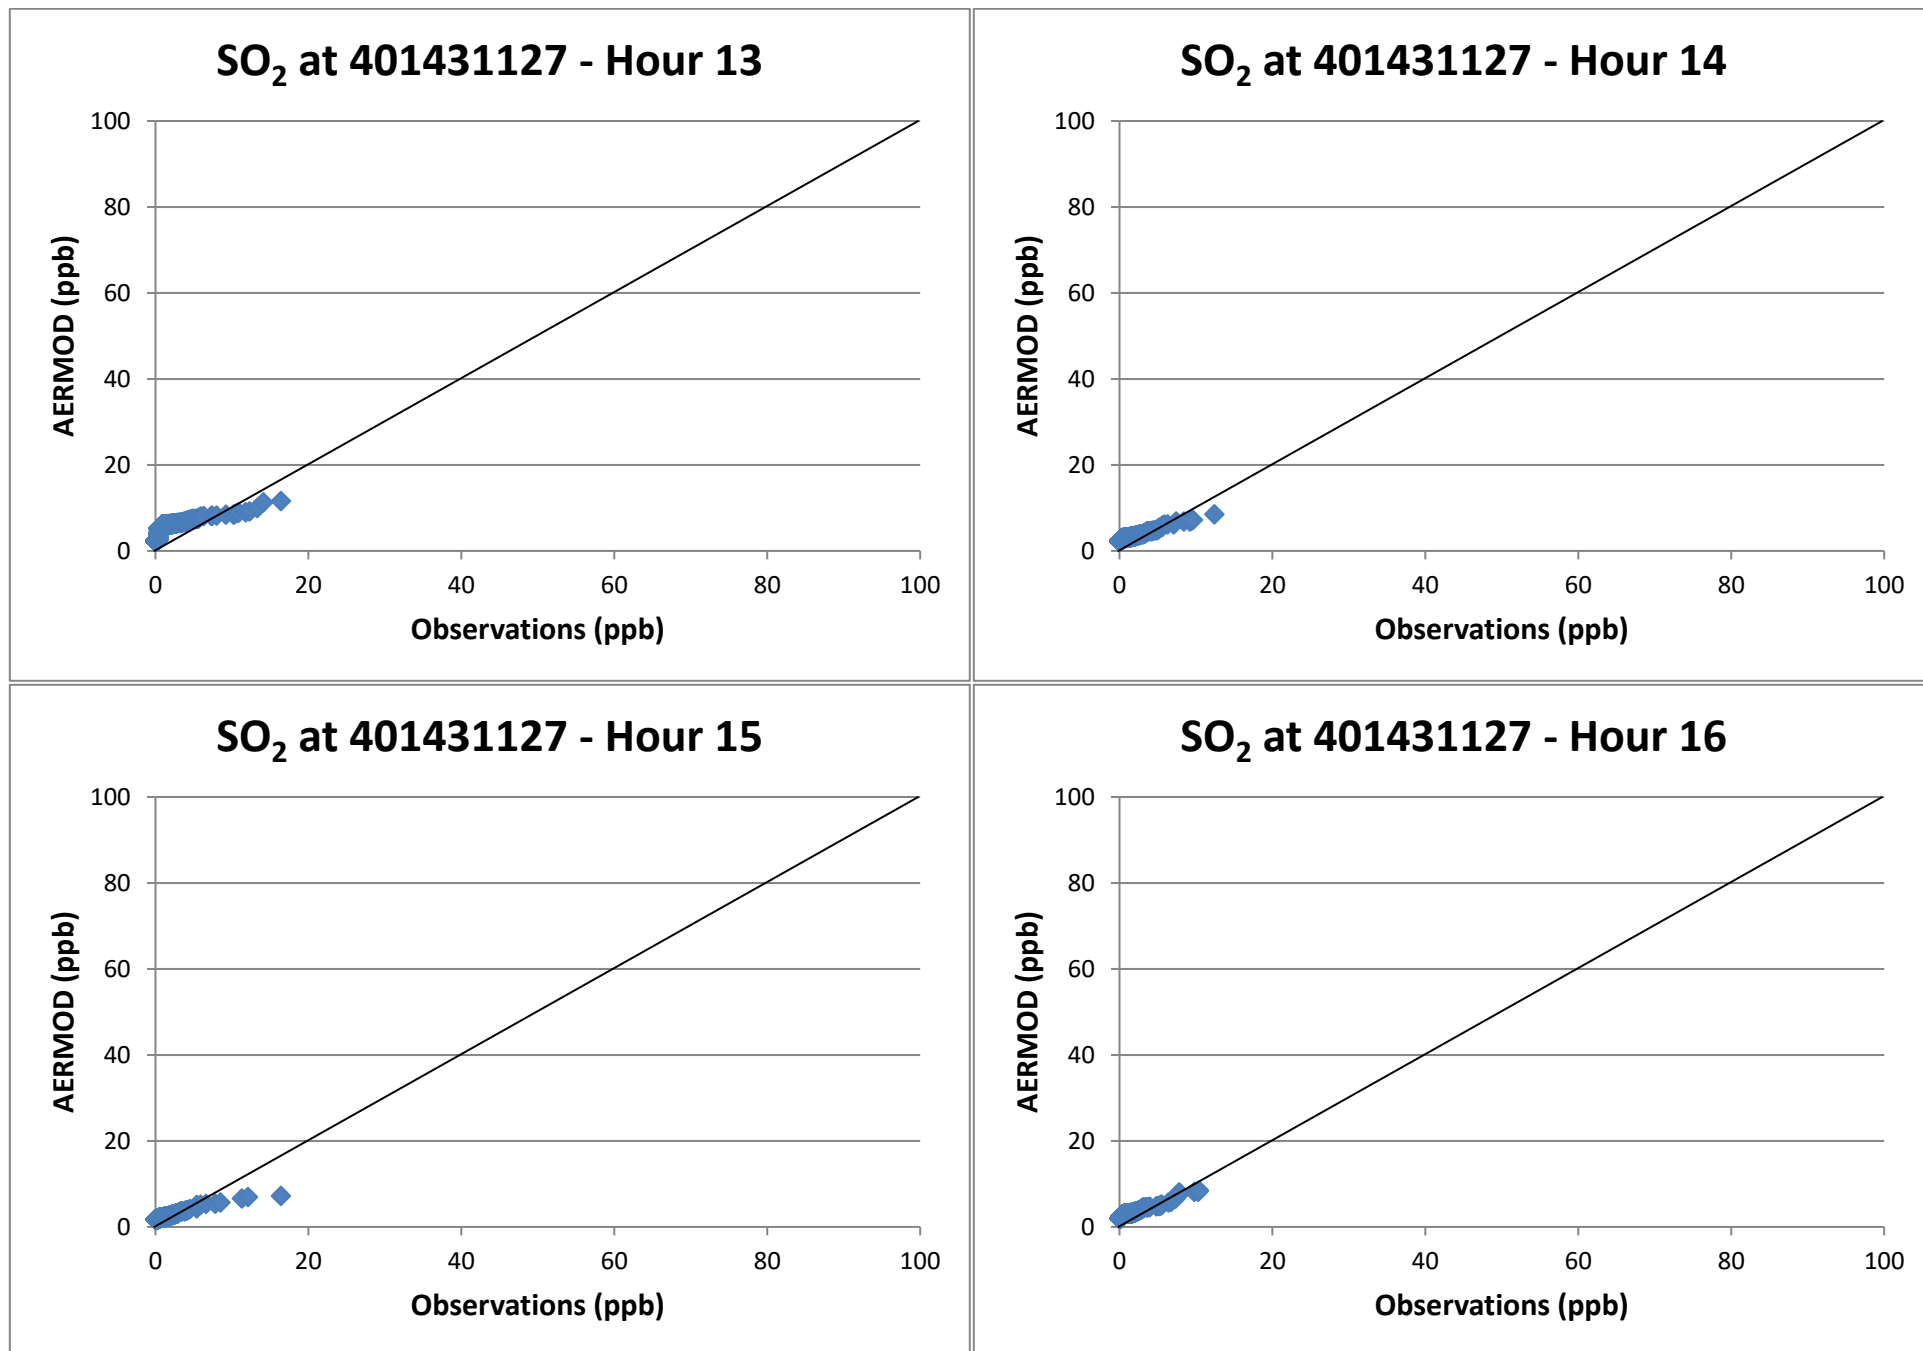 SO₂ at 401431127 - Hour 13
100
80
60
40
20
0
AERMOD (ppb)
0 20 40 60 80 100
Observations (ppb)
SO₂ at 401431127 - Hour 14
100
80
60
40
20
0
AERMOD (ppb)
0 20 40 60 80 100
Observations (ppb)
SO₂ at 401431127 - Hour 15
100
80
60
40
20
0
AERMOD (ppb)
0 20 40 60 80 100
Observations (ppb)
SO₂ at 401431127 - Hour 16
100
80
60
40
20
0
AERMOD (ppb)
0 20 40 60 80 100
Observations (ppb)